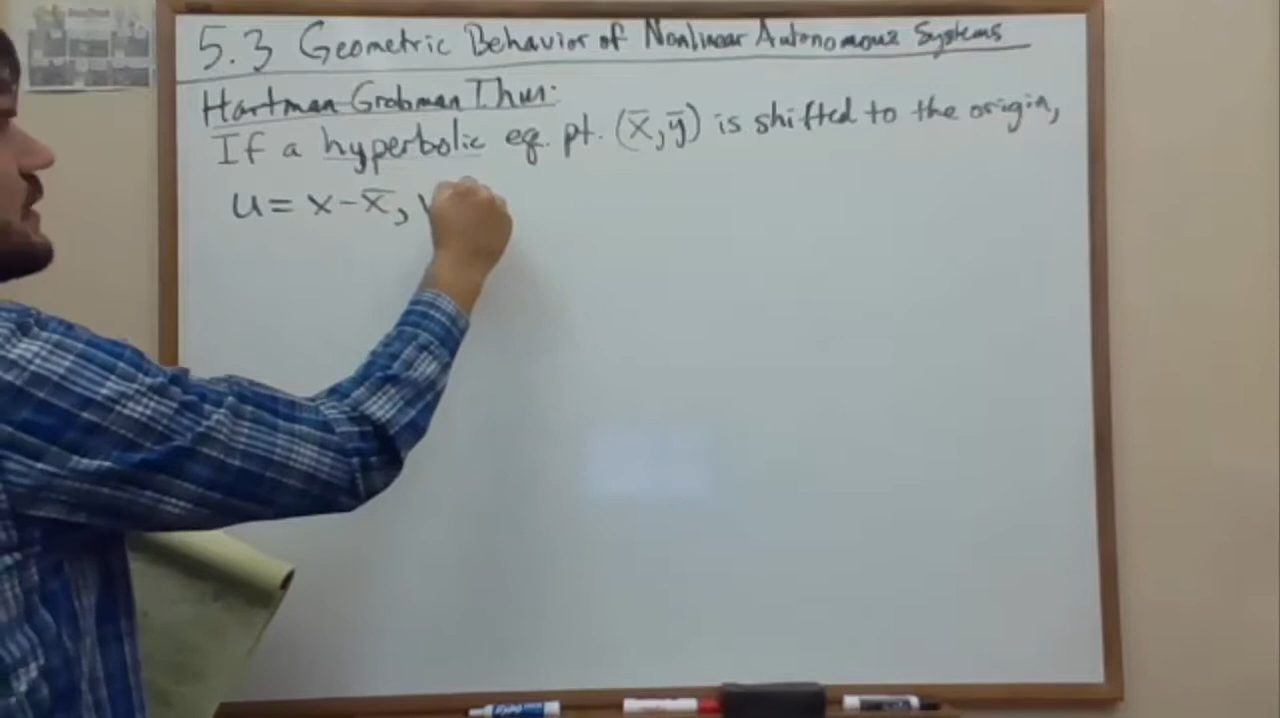 5.3 Geometric Behavior of Nonlinear Autonomous Systems
Hartman-Grobman Thm:
If a hyperbolic eq. pt. (x̅, y̅) is shifted to the origin,
u = x - x̅, v
EXPO